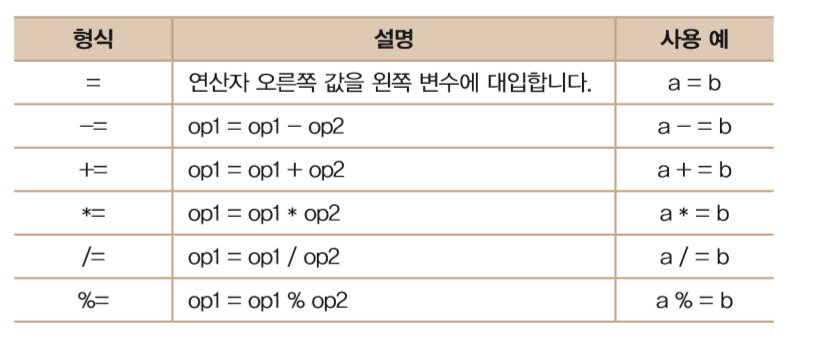 형식 설명 사용 예
= 연산자 오른쪽 값을 왼쪽 변수에 대입합니다. a = b
−= op1 = op1 − op2 a − = b
+= op1 = op1 + op2 a + = b
*= op1 = op1 * op2 a * = b
/= op1 = op1 / op2 a / = b
%= op1 = op1 % op2 a % = b